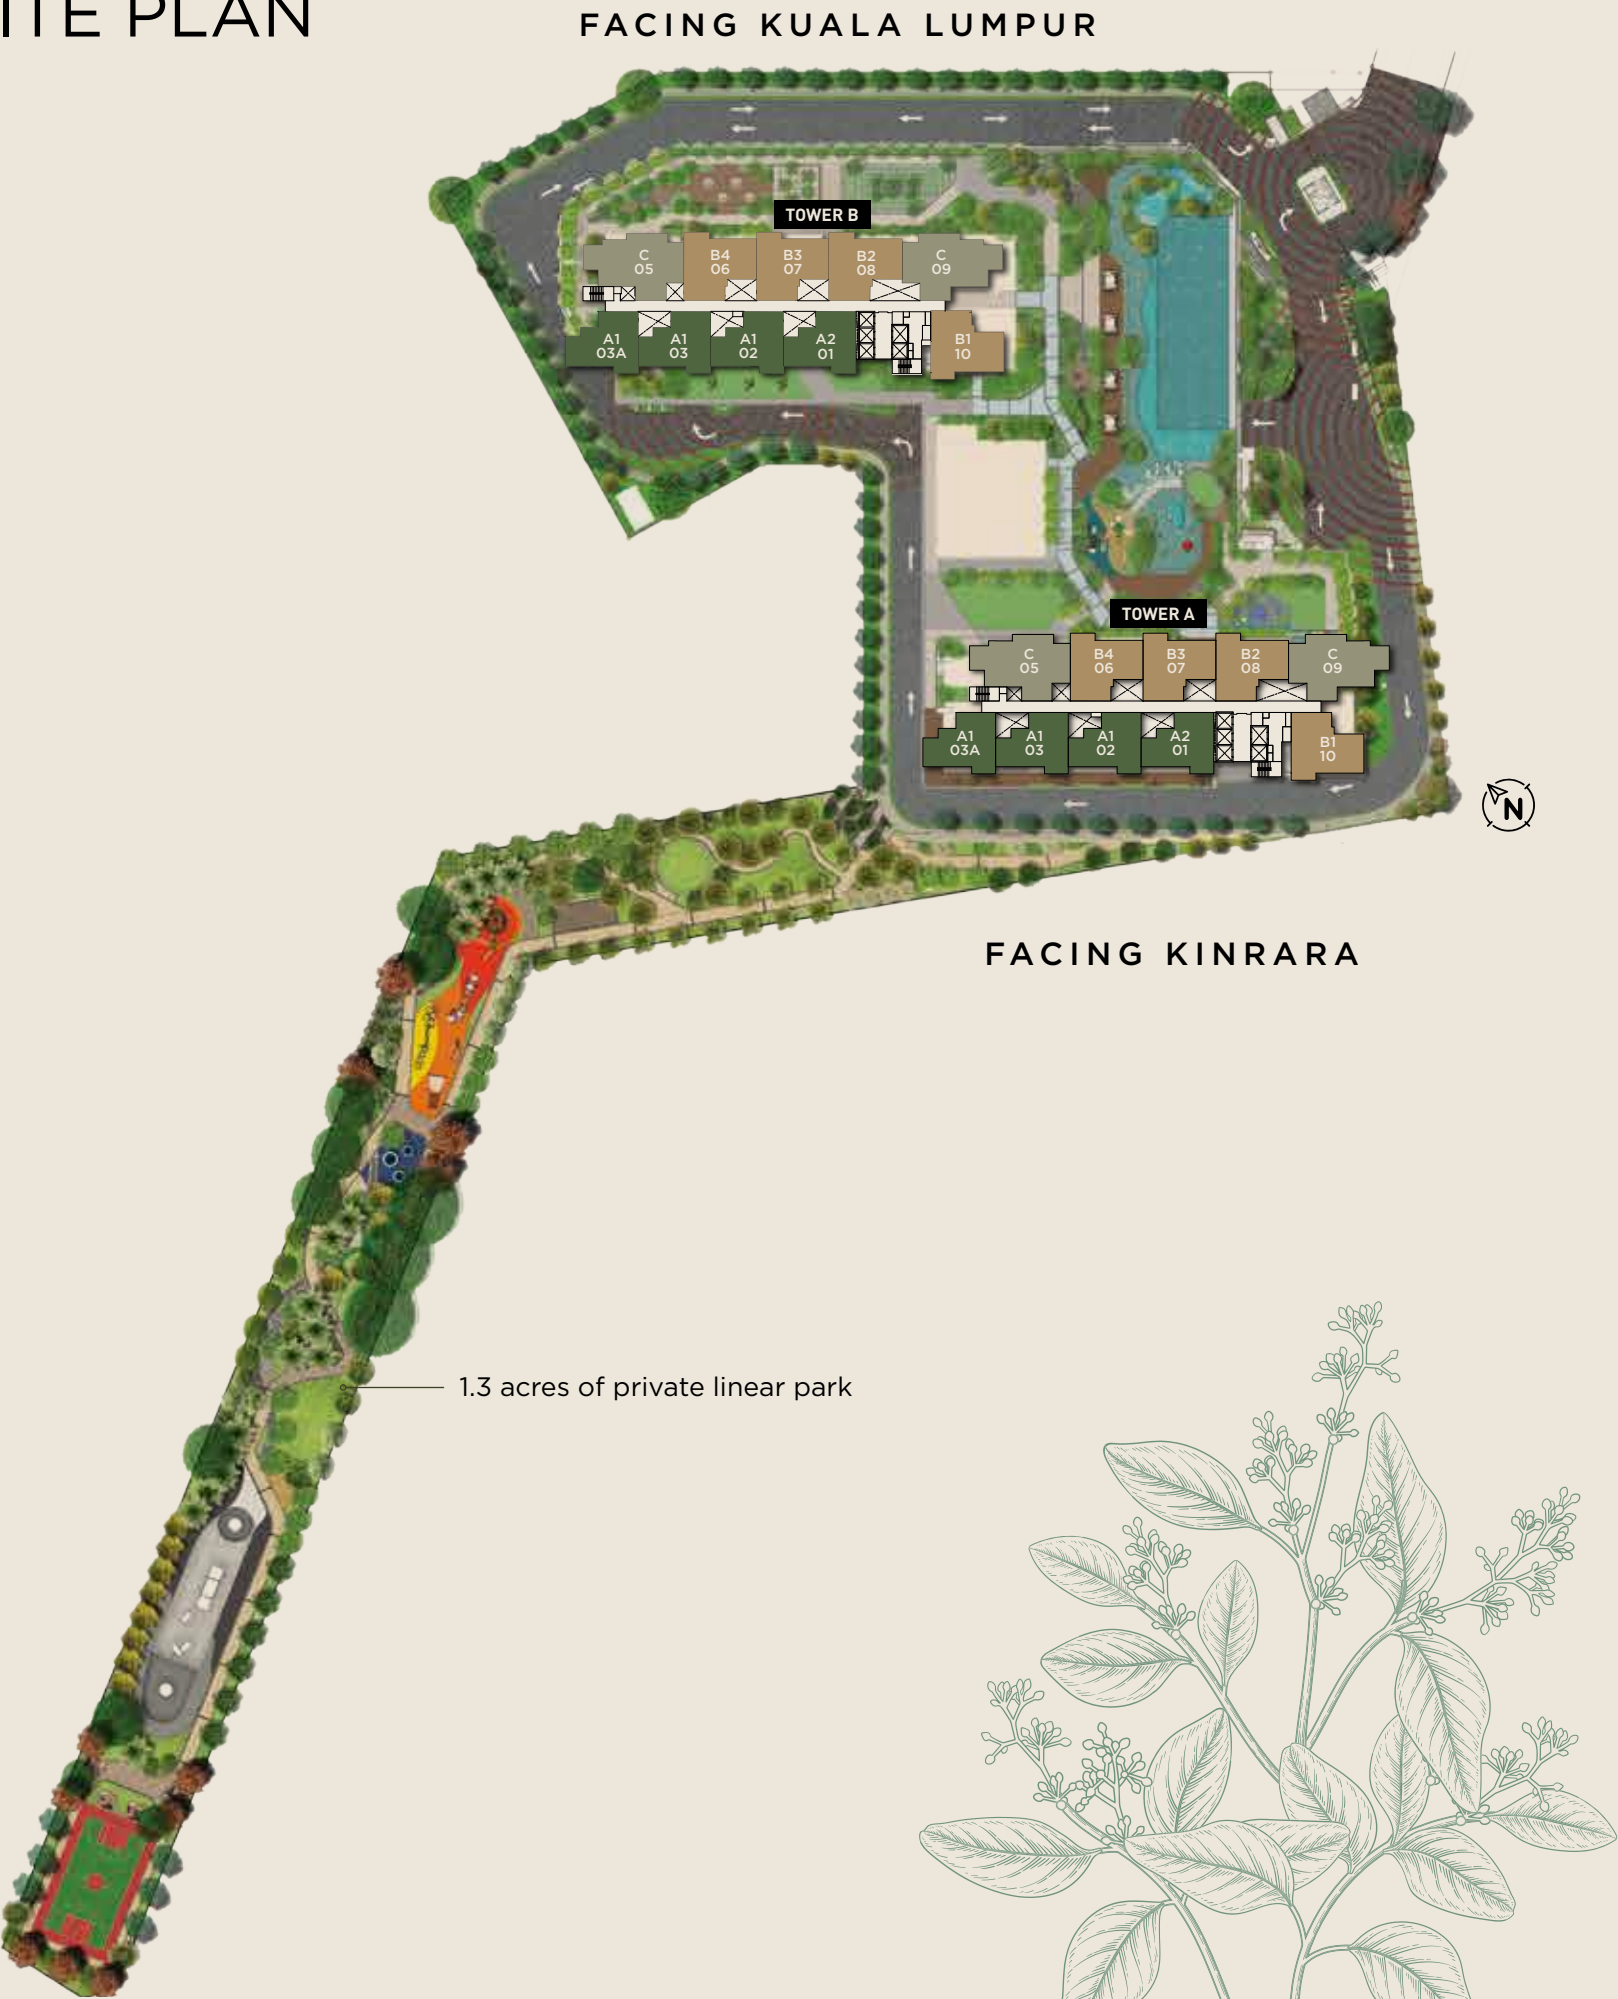 ITE PLAN
FACING KUALA LUMPUR
TOWER B
C
05
B4
06
B3
07
B2
08
C
09
A1
03A
A1
03
A1
02
A2
01
B1
10
TOWER A
C
05
B4
06
B3
07
B2
08
C
09
A1
03A
A1
03
A1
02
A2
01
B1
10
N
FACING KINRARA
1.3 acres of private linear park